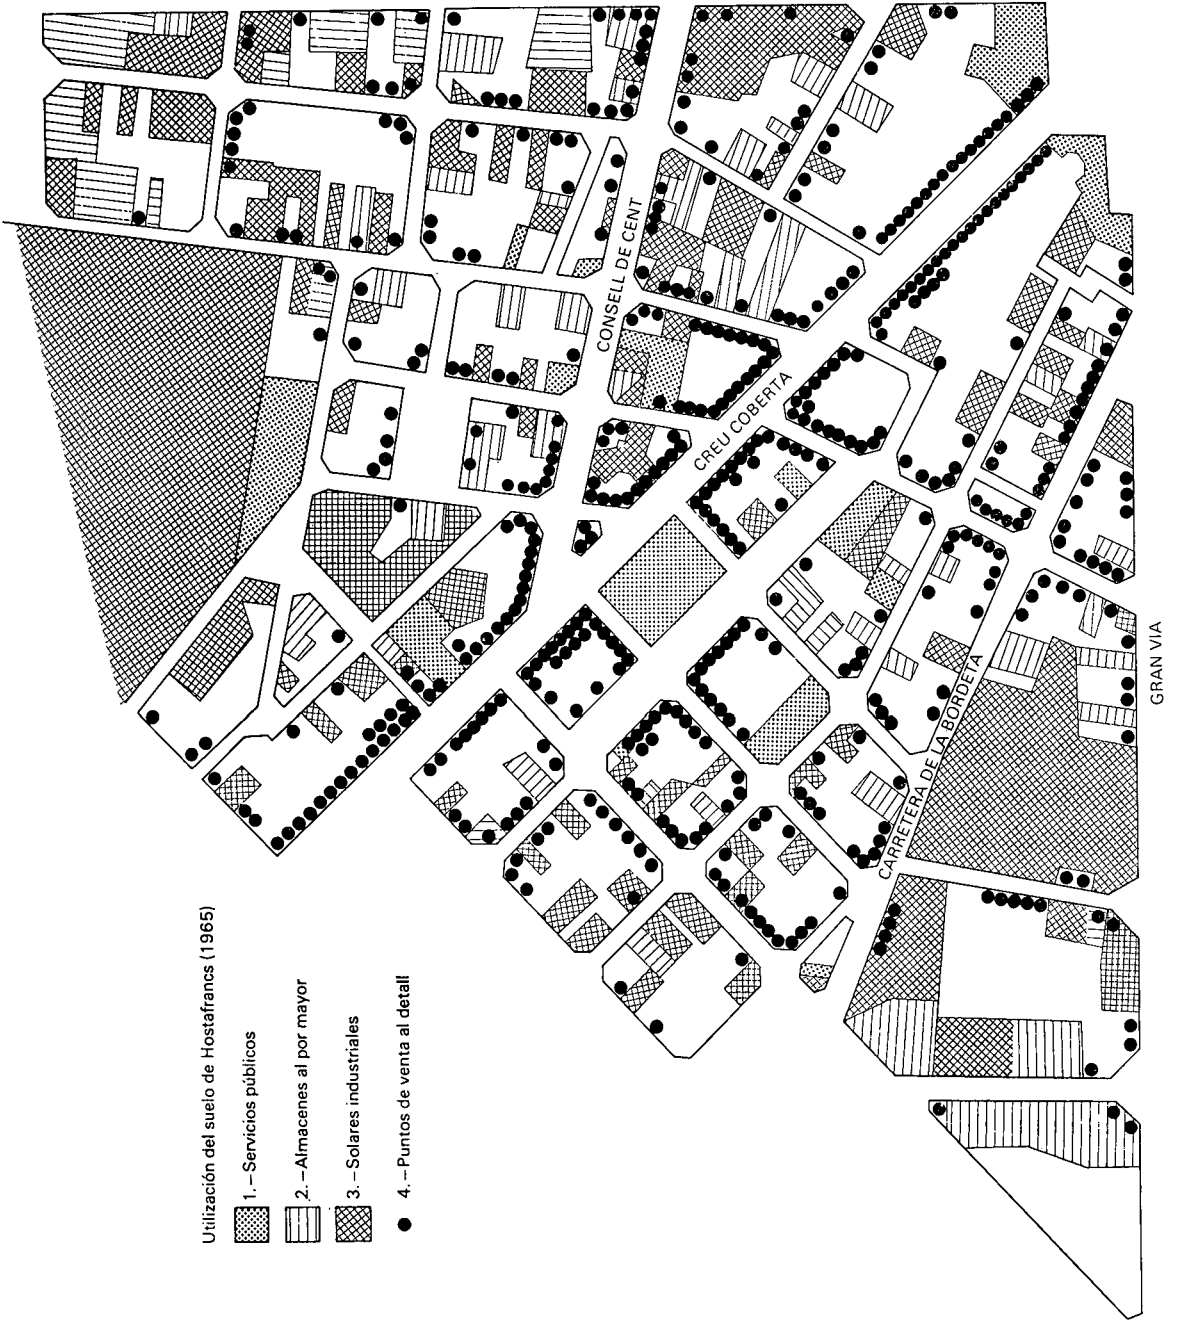 Utilización del suelo de Hostafrancs (1965)
1.–Servicios públicos
2.–Almacenes al por mayor
3.–Solares industriales
4.–Puntos de venta al detall
CONSELL DE CENT
CREU COBERTA
CARRETERA DE LA BORDETA
GRAN VIA